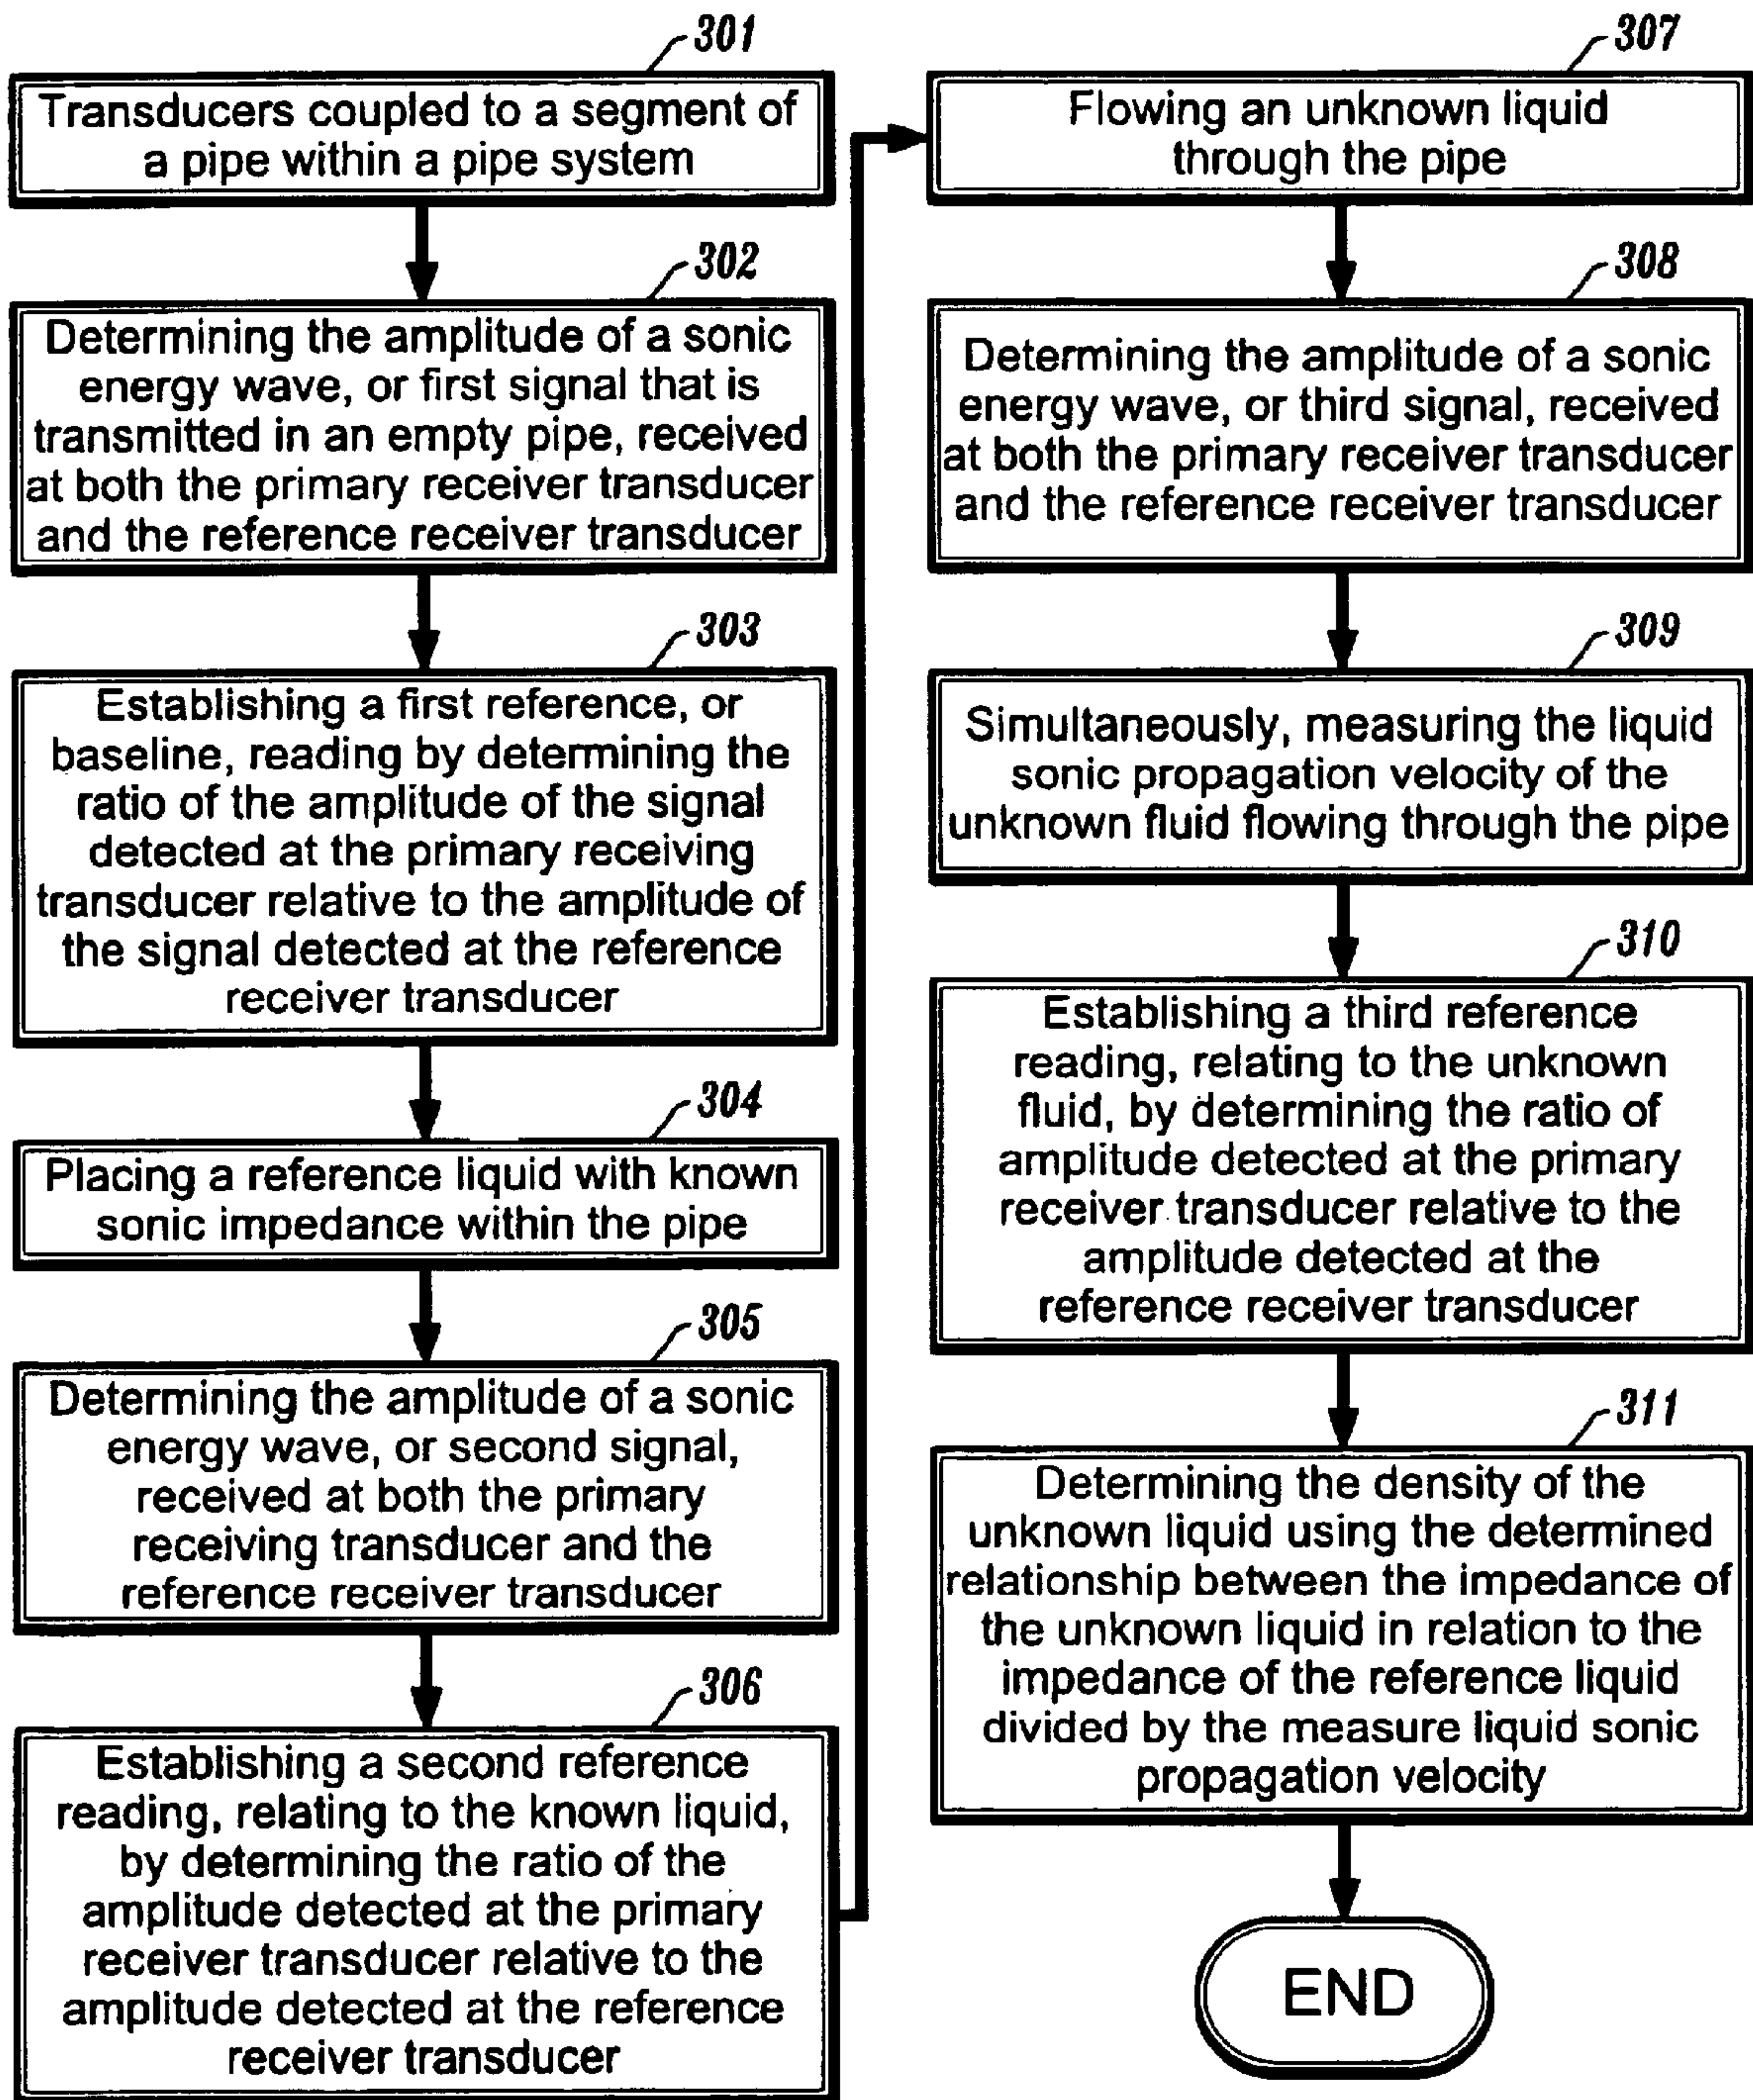 301
Transducers coupled to a segment of
a pipe within a pipe system
302
Determining the amplitude of a sonic
energy wave, or first signal that is
transmitted in an empty pipe, received
at both the primary receiver transducer
and the reference receiver transducer
303
Establishing a first reference, or
baseline, reading by determining the
ratio of the amplitude of the signal
detected at the primary receiving
transducer relative to the amplitude of
the signal detected at the reference
receiver transducer
304
Placing a reference liquid with known
sonic impedance within the pipe
305
Determining the amplitude of a sonic
energy wave, or second signal,
received at both the primary
receiving transducer and the
reference receiver transducer
306
Establishing a second reference
reading, relating to the known liquid,
by determining the ratio of the
amplitude detected at the primary
receiver transducer relative to the
amplitude detected at the reference
receiver transducer
307
Flowing an unknown liquid
through the pipe
308
Determining the amplitude of a sonic
energy wave, or third signal, received
at both the primary receiver transducer
and the reference receiver transducer
309
Simultaneously, measuring the liquid
sonic propagation velocity of the
unknown fluid flowing through the pipe
310
Establishing a third reference
reading, relating to the unknown
fluid, by determining the ratio of
amplitude detected at the primary
receiver transducer relative to the
amplitude detected at the
reference receiver transducer
311
Determining the density of the
unknown liquid using the determined
relationship between the impedance of
the unknown liquid in relation to the
impedance of the reference liquid
divided by the measure liquid sonic
propagation velocity
END